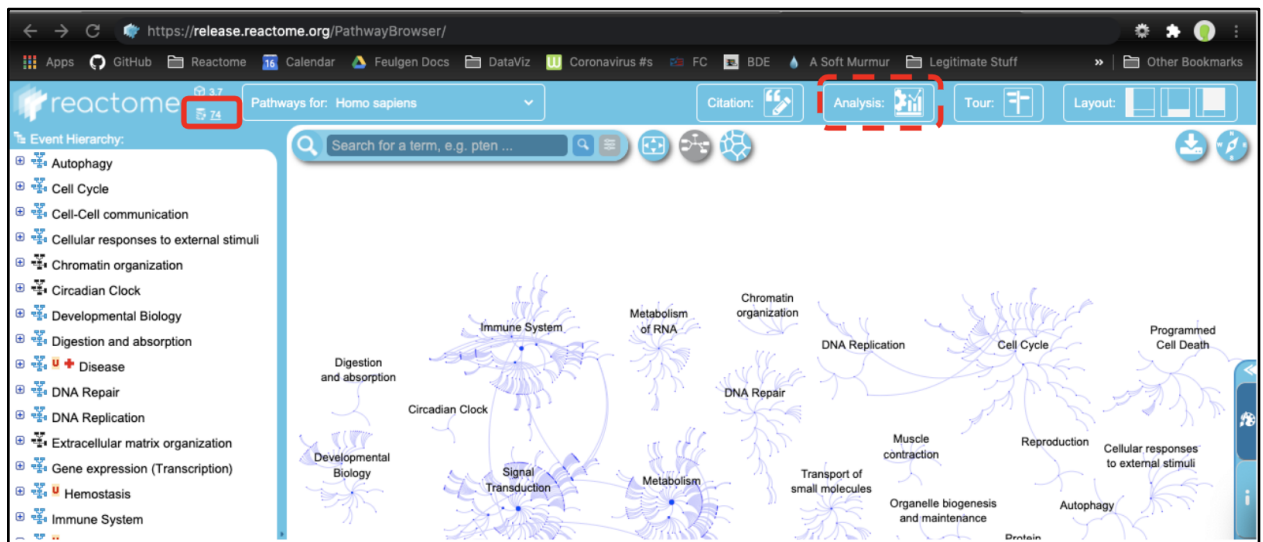 https://release.reactome.org/PathwayBrowser/
Apps GitHub Reactome 16 Calendar Feulgen Docs DataViz Coronavirus #s FC BDE A Soft Murmur Legitimate Stuff » Other Bookmarks
reactome 3.7 74 Pathways for: Homo sapiens Citation: Analysis: Tour: Layout:
Event Hierarchy:
Search for a term, e.g. pten ...
Autophagy
Cell Cycle
Cell-Cell communication
Cellular responses to external stimuli
Chromatin organization
Circadian Clock
Developmental Biology
Digestion and absorption
U Disease
DNA Repair
DNA Replication
Extracellular matrix organization
Gene expression (Transcription)
U Hemostasis
Immune System
Immune System
Metabolism
of RNA
Chromatin
organization
DNA Replication
Cell Cycle
Programmed
Cell Death
Digestion
and absorption
Circadian Clock
DNA Repair
Developmental
Biology
Signal
Transduction
Metabolism
Transport of
small molecules
Muscle
contraction
Reproduction
Cellular responses
to external stimuli
Organelle biogenesis
and maintenance
Autophagy
Protein